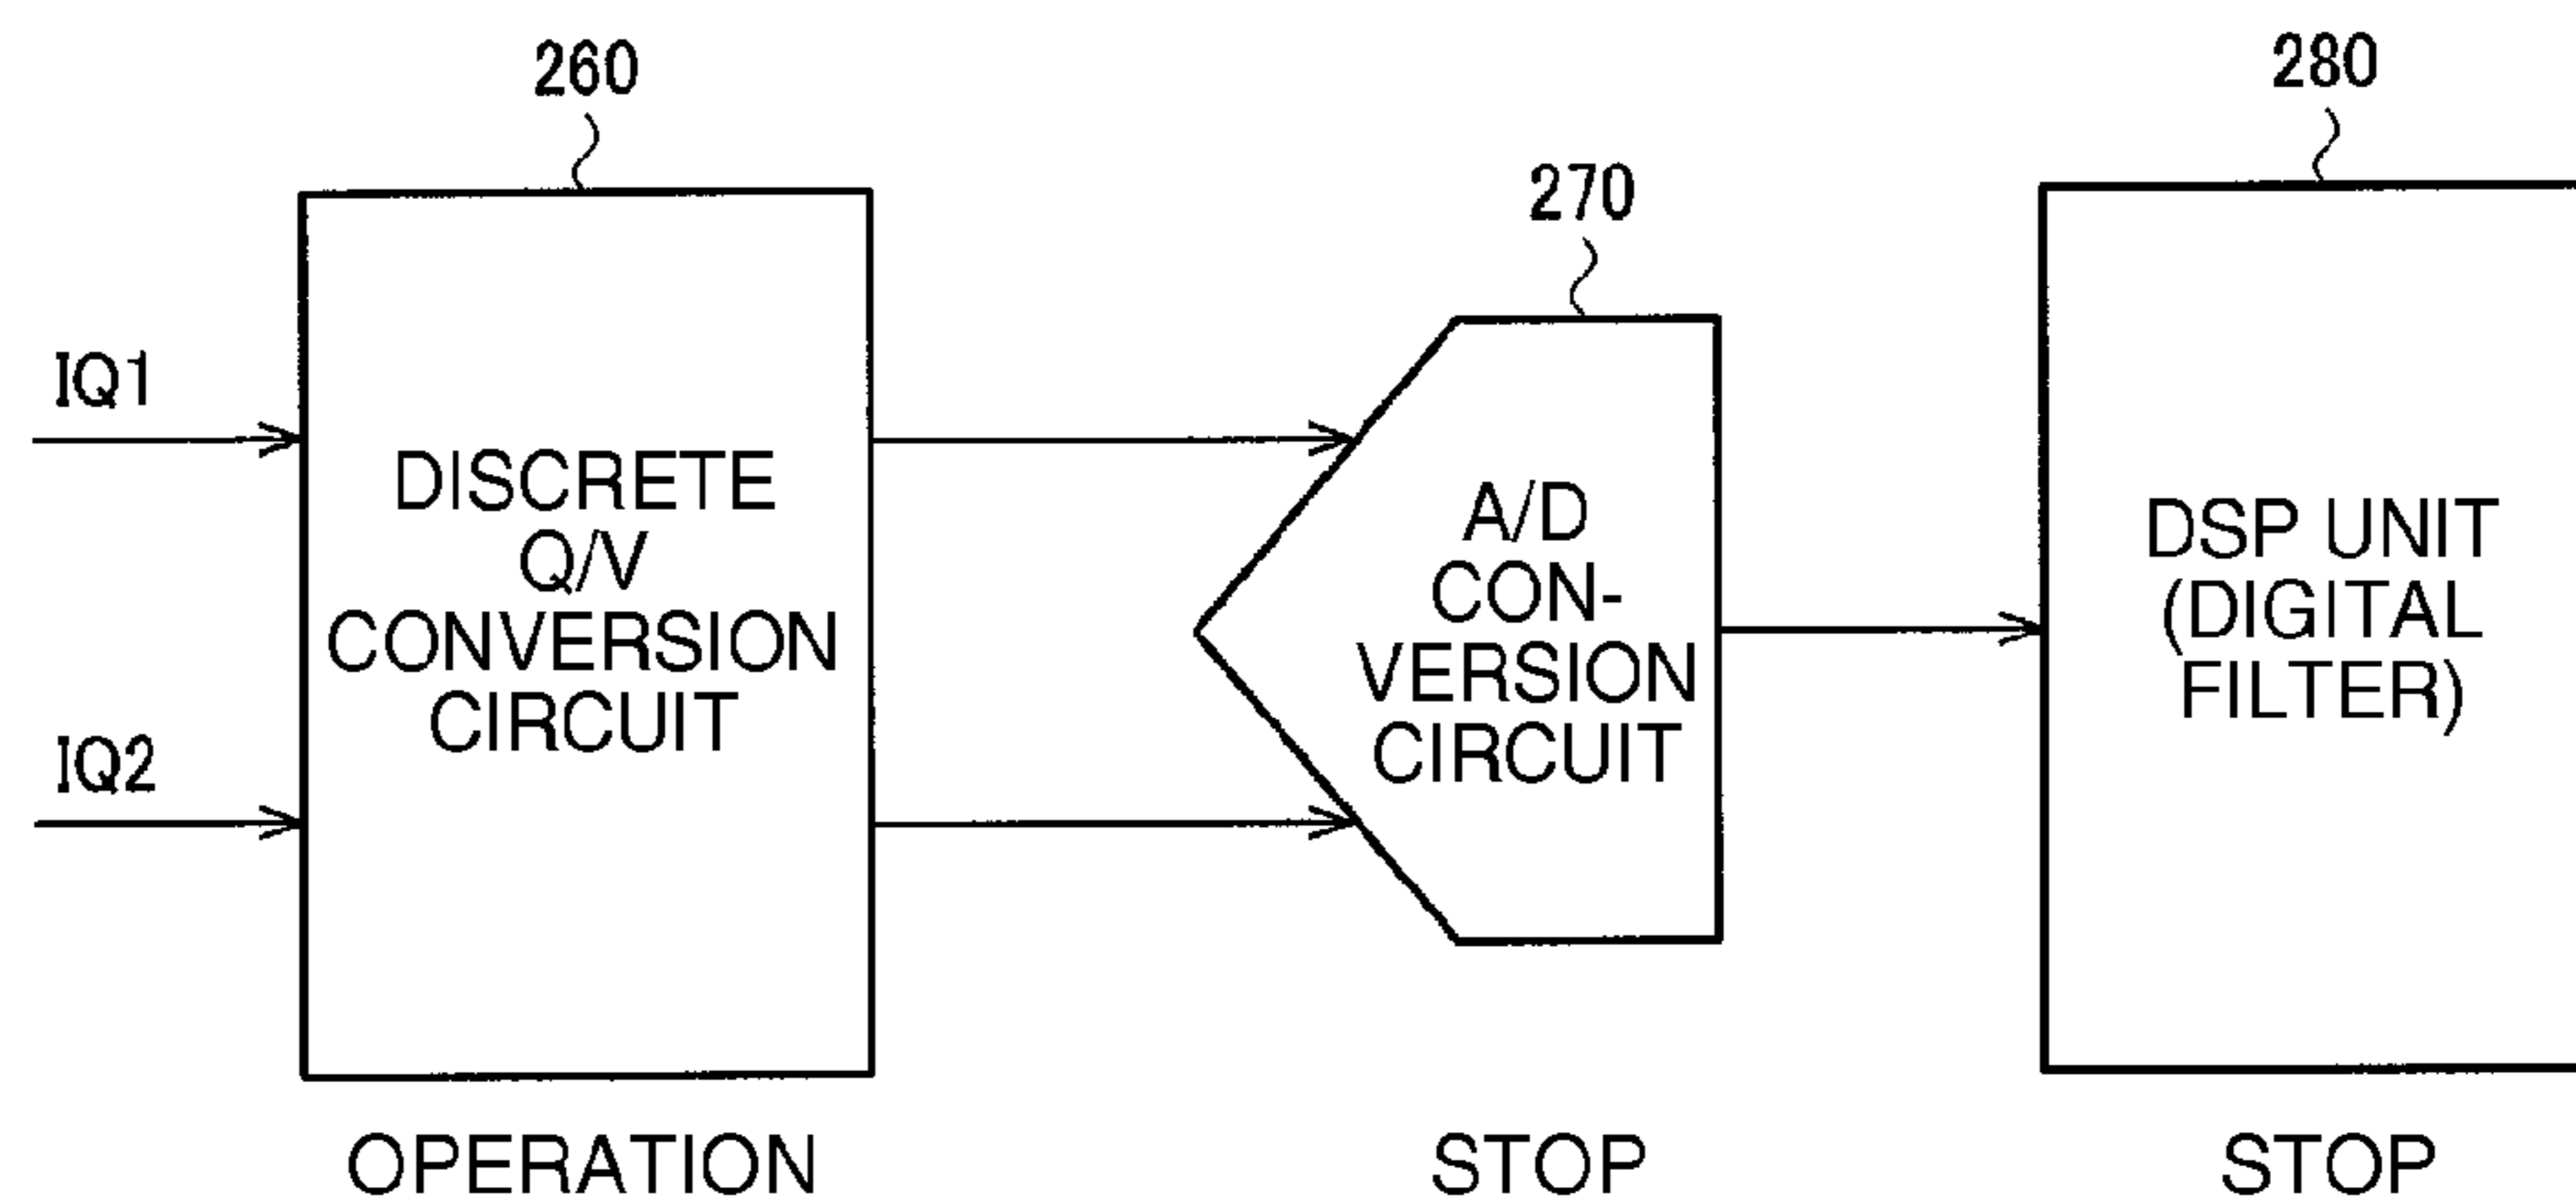 260
280
270
IQ1
IQ2
DISCRETE
Q/V
CONVERSION
CIRCUIT
A/D
CON-
VERSION
CIRCUIT
DSP UNIT
(DIGITAL
FILTER)
OPERATION
STOP
STOP